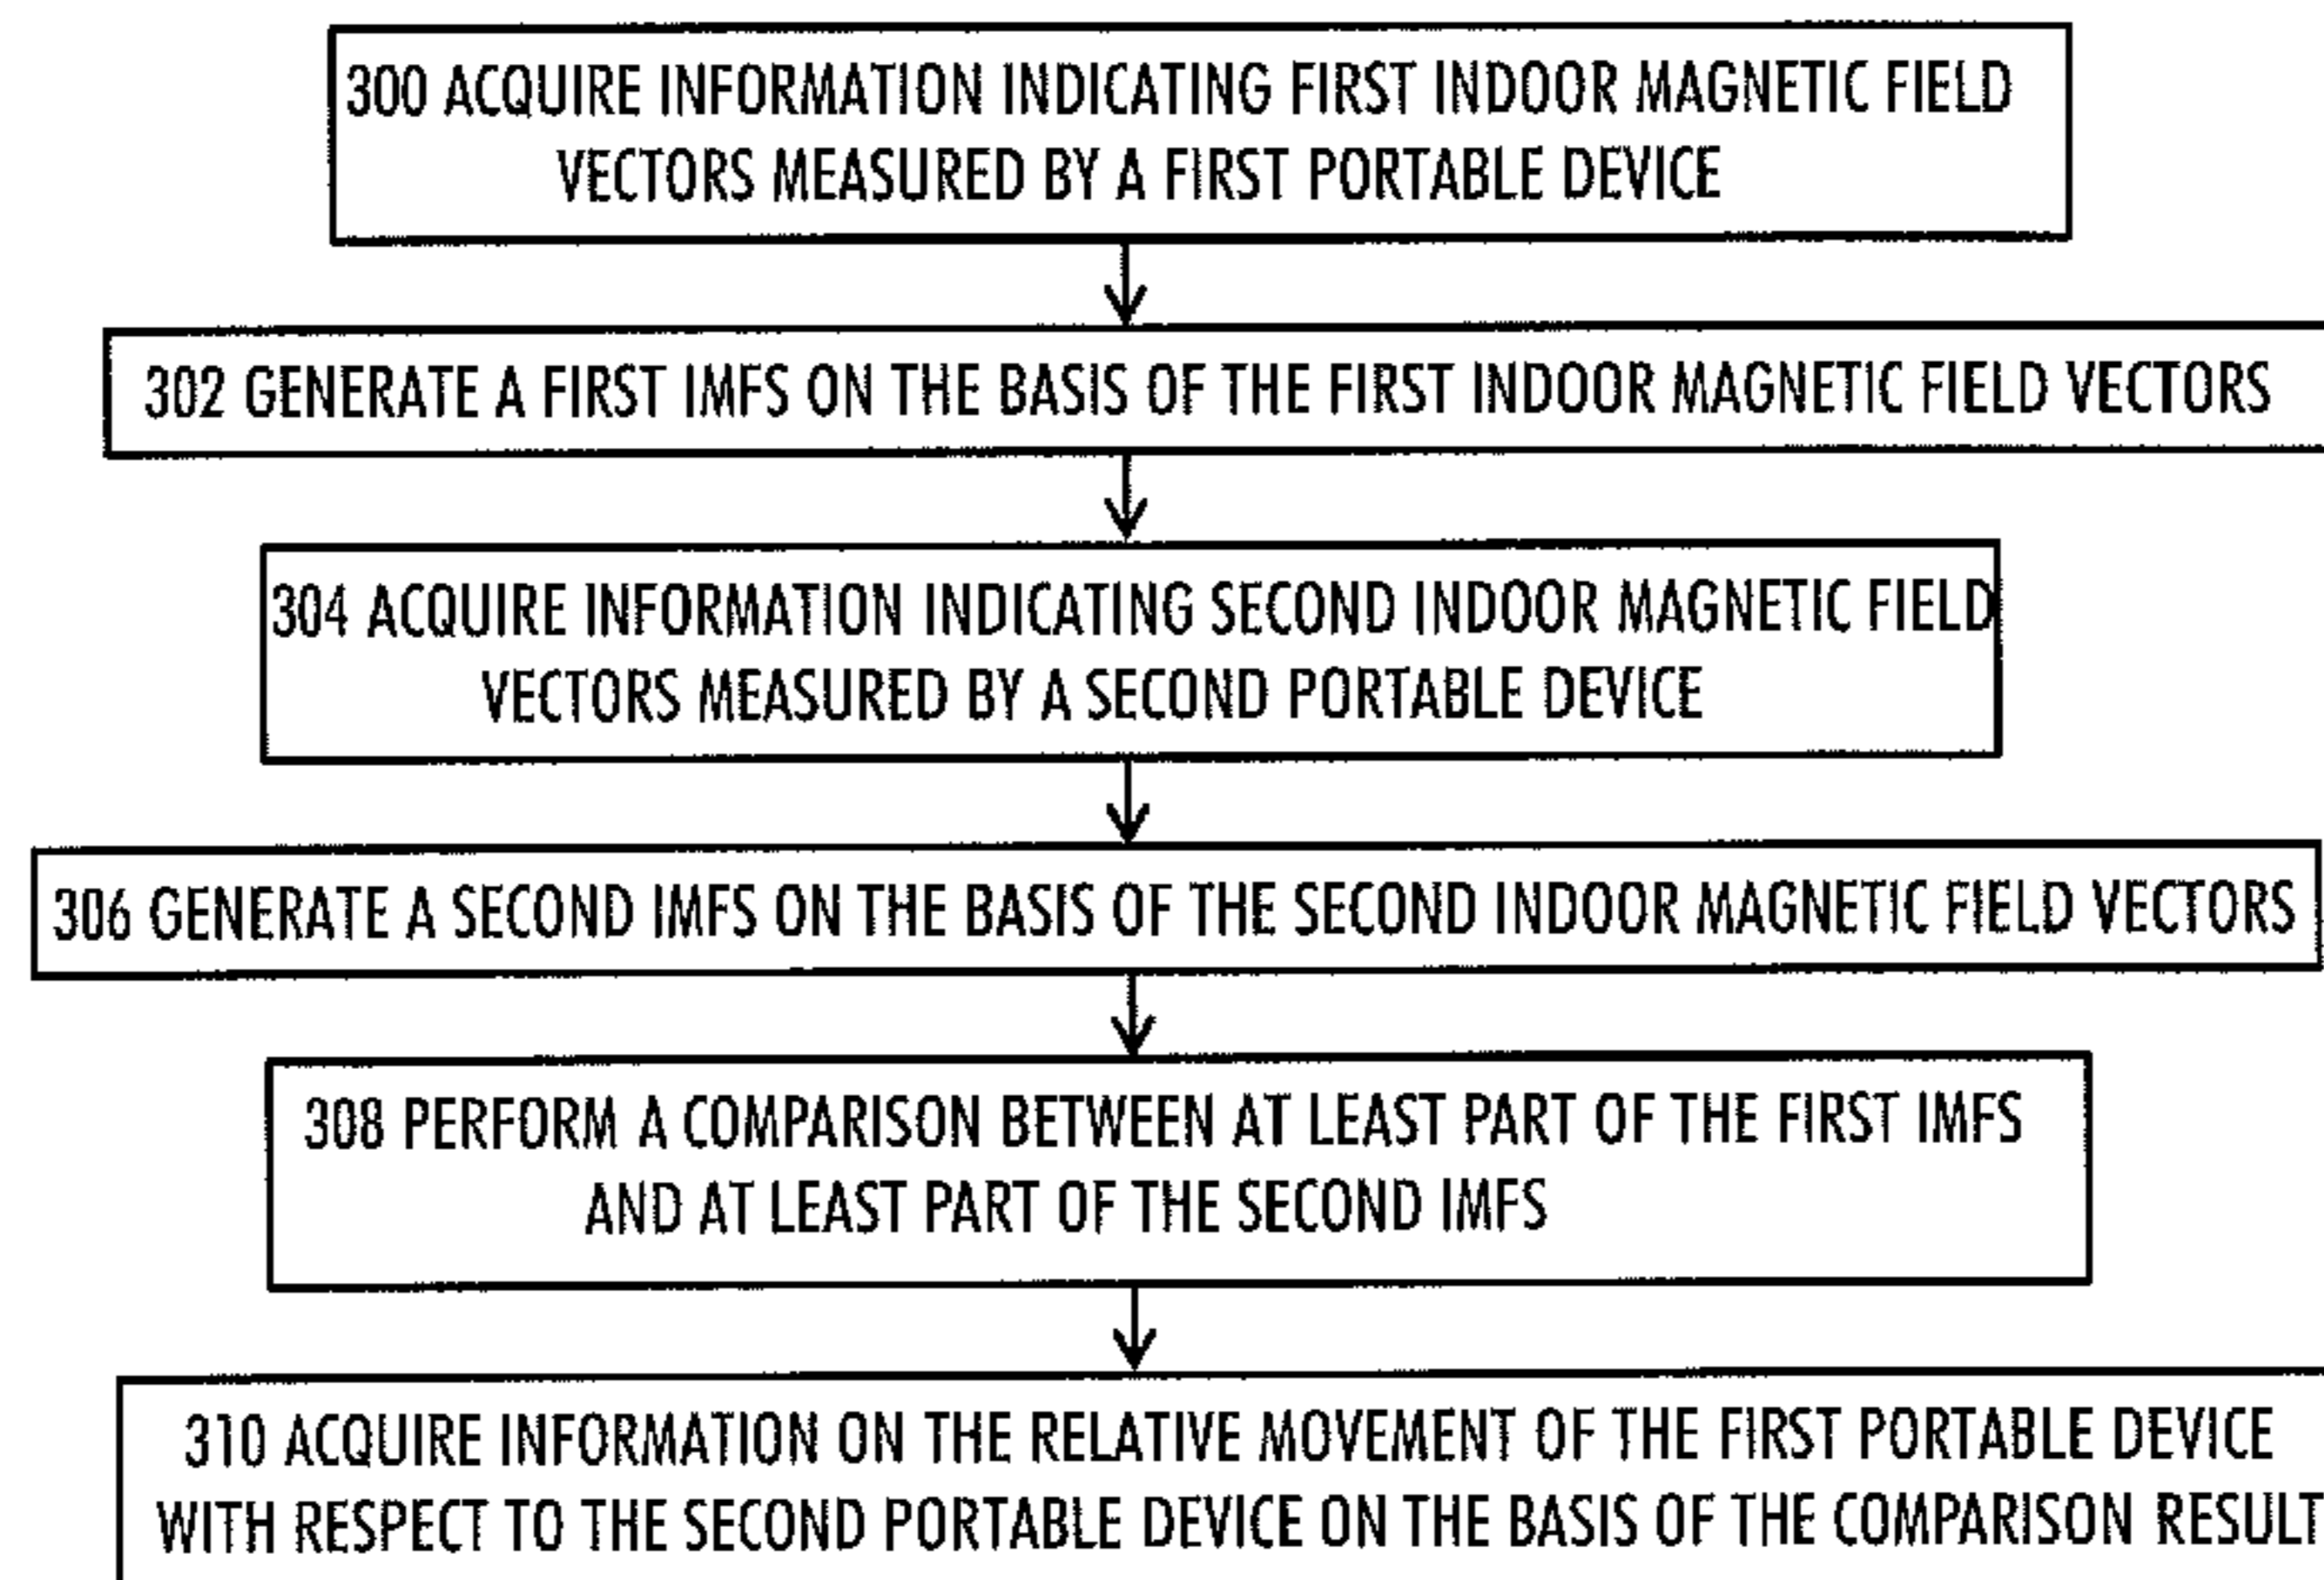 300 ACQUIRE INFORMATION INDICATING FIRST INDOOR MAGNETIC FIELD
VECTORS MEASURED BY A FIRST PORTABLE DEVICE
302 GENERATE A FIRST IMFS ON THE BASIS OF THE FIRST INDOOR MAGNETIC FIELD VECTORS
304 ACQUIRE INFORMATION INDICATING SECOND INDOOR MAGNETIC FIELD
VECTORS MEASURED BY A SECOND PORTABLE DEVICE
306 GENERATE A SECOND IMFS ON THE BASIS OF THE SECOND INDOOR MAGNETIC FIELD VECTORS
308 PERFORM A COMPARISON BETWEEN AT LEAST PART OF THE FIRST IMFS
AND AT LEAST PART OF THE SECOND IMFS
310 ACQUIRE INFORMATION ON THE RELATIVE MOVEMENT OF THE FIRST PORTABLE DEVICE
WITH RESPECT TO THE SECOND PORTABLE DEVICE ON THE BASIS OF THE COMPARISON RESULT